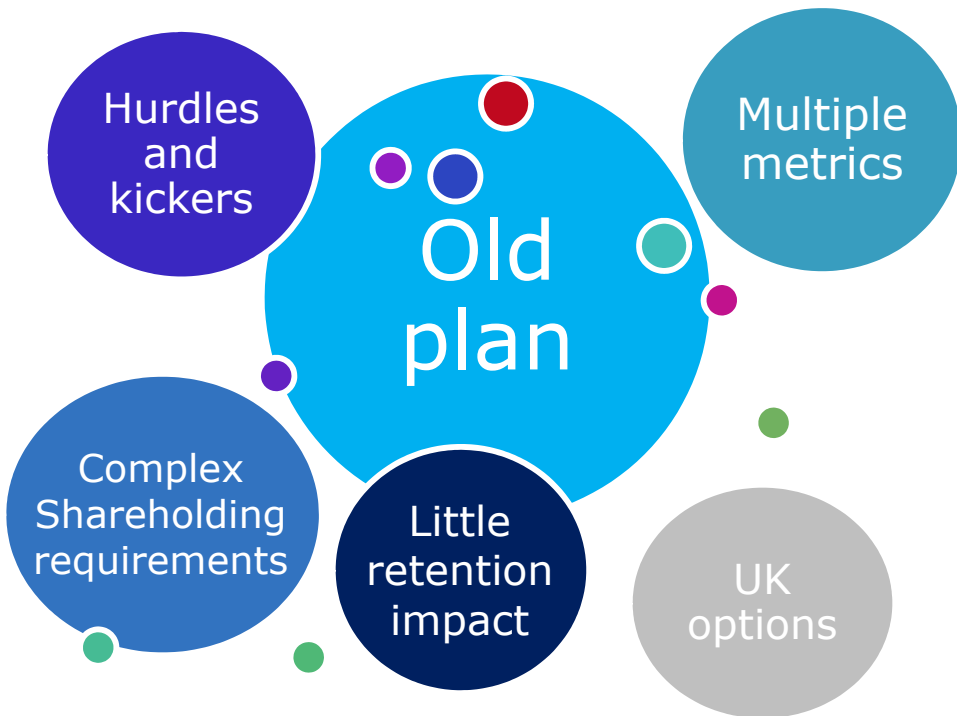 Hurdles
and
kickers
Multiple
metrics
Old
plan
Complex
Shareholding
requirements
Little
retention
impact
UK
options